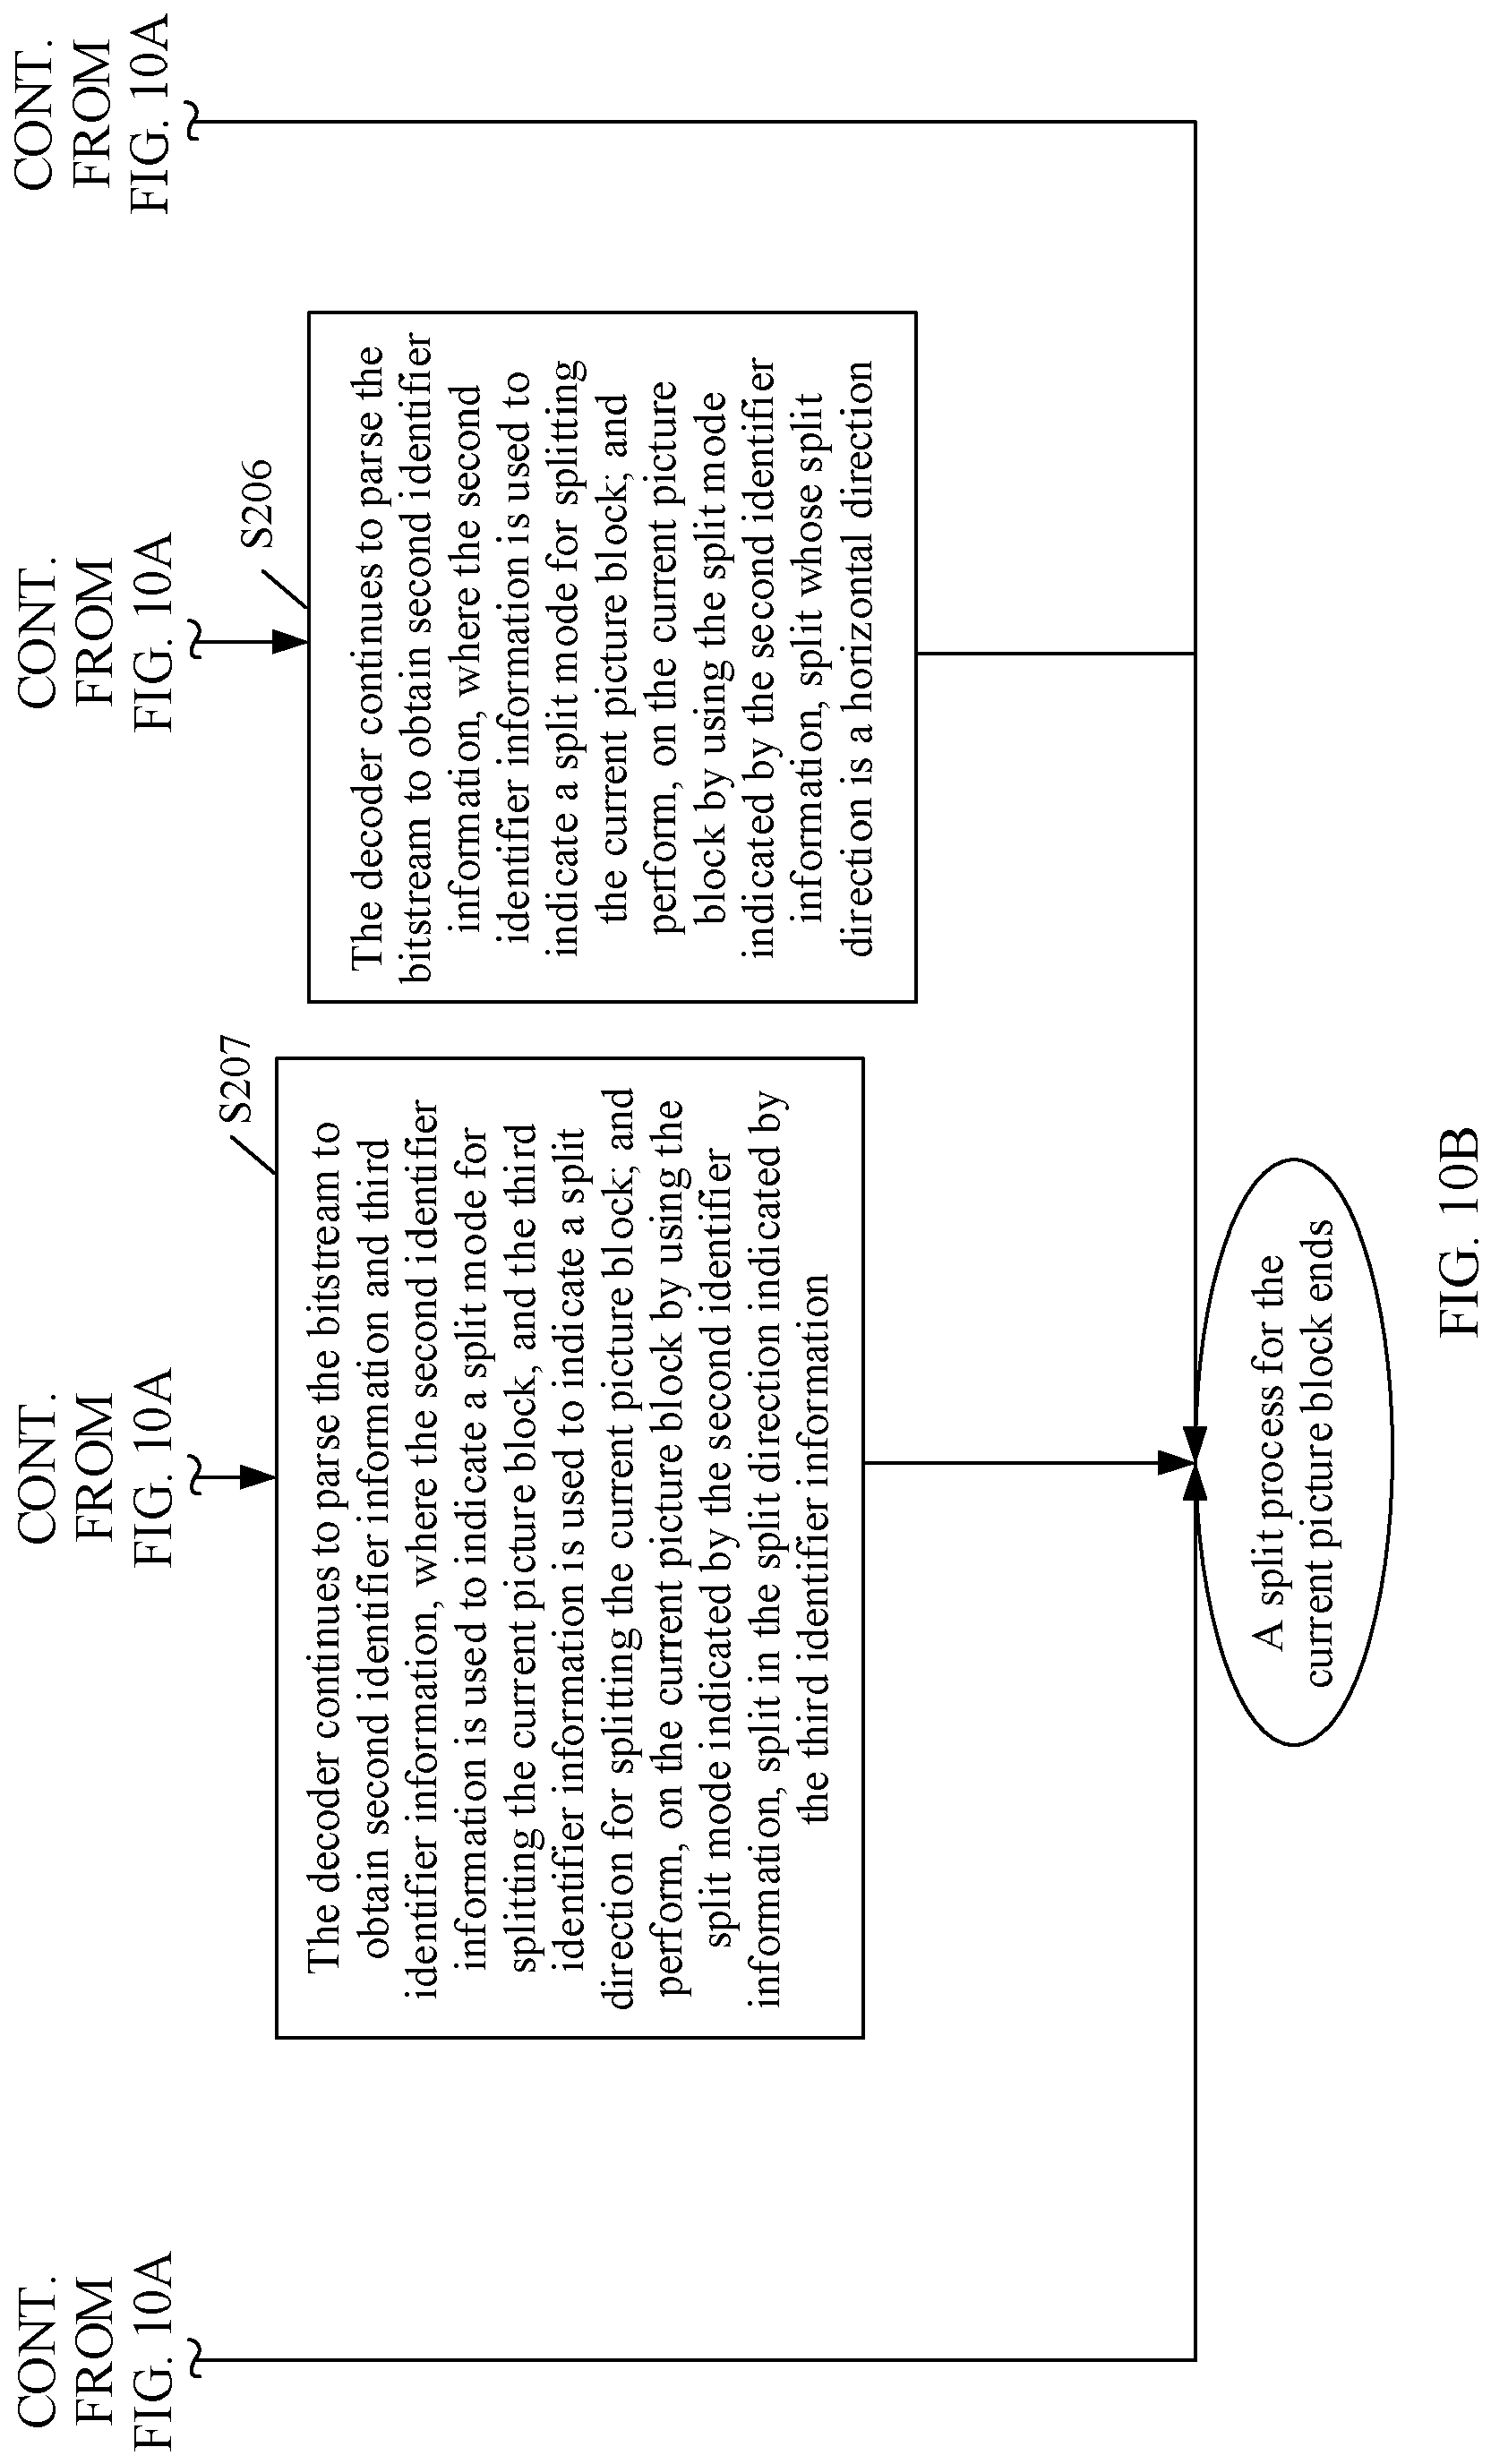 CONT.
FROM
FIG. 10A
CONT.
FROM
FIG. 10A
CONT.
FROM
FIG. 10A
CONT.
FROM
FIG. 10A
S207
The decoder continues to parse the bitstream to
obtain second identifier information and third
identifier information, where the second identifier
information is used to indicate a split mode for
splitting the current picture block, and the third
identifier information is used to indicate a split
direction for splitting the current picture block; and
perform, on the current picture block by using the
split mode indicated by the second identifier
information, split in the split direction indicated by
the third identifier information
S206
The decoder continues to parse the
bitstream to obtain second identifier
information, where the second
identifier information is used to
indicate a split mode for splitting
the current picture block; and
perform, on the current picture
block by using the split mode
indicated by the second identifier
information, split whose split
direction is a horizontal direction
A split process for the
current picture block ends
FIG. 10B